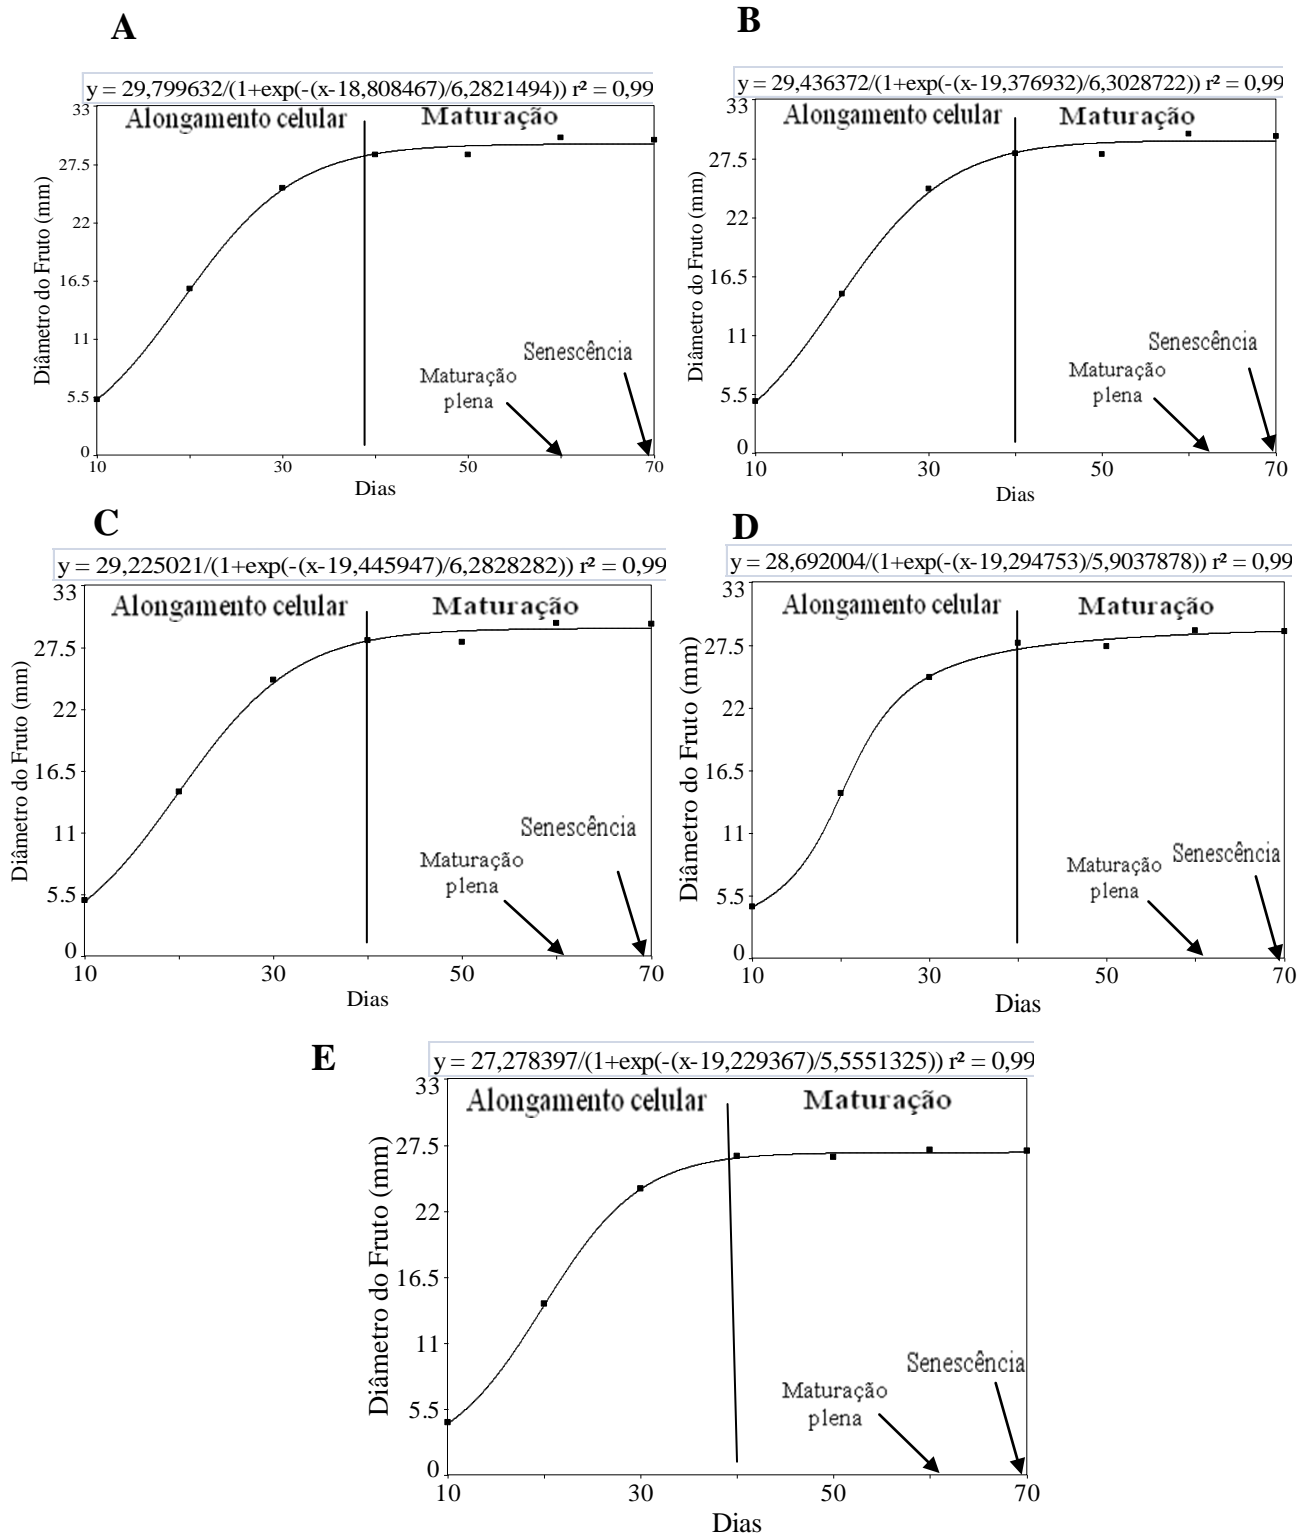 A
y = 29,799632/(1+exp(-(x-18,808467)/6,2821494)) r² = 0,99
Alongamento celular
Maturação
33
27.5
22
16.5
11
5.5
0
Diâmetro do Fruto (mm)
Senescência
Maturação
plena
10
30
50
70
Dias
B
y = 29,436372/(1+exp(-(x-19,376932)/6,3028722)) r² = 0,99
Alongamento celular
Maturação
33
27.5
22
16.5
11
5.5
0
Diâmetro do Fruto (mm)
Senescência
Maturação
plena
10
30
50
70
Dias
C
y = 29,225021/(1+exp(-(x-19,445947)/6,2828282)) r² = 0,99
Alongamento celular
Maturação
33
27.5
22
16.5
11
5.5
0
Diâmetro do Fruto (mm)
Senescência
Maturação
plena
10
30
50
70
Dias
D
y = 28,692004/(1+exp(-(x-19,294753)/5,9037878)) r² = 0,99
Alongamento celular
Maturação
33
27.5
22
16.5
11
5.5
0
Diâmetro do Fruto (mm)
Senescência
Maturação
plena
10
30
50
70
Dias
E
y = 27,278397/(1+exp(-(x-19,229367)/5,5551325)) r² = 0,99
Alongamento celular
Maturação
33
27.5
22
16.5
11
5.5
0
Diâmetro do Fruto (mm)
Senescência
Maturação
plena
10
30
50
70
Dias